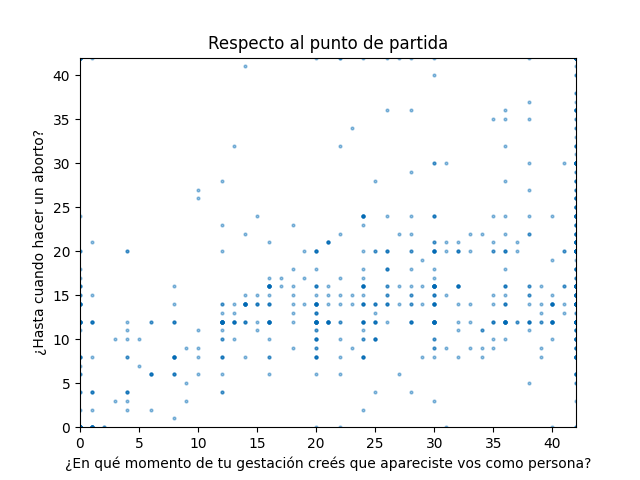 Respecto al punto de partida
¿Hasta cuando hacer un aborto?
40
35
30
25
20
15
10
5
0
0 5 10 15 20 25 30 35 40
¿En qué momento de tu gestación creés que apareciste vos como persona?